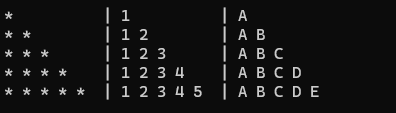 *         | 1         | A
* *       | 1 2       | A B
* * *     | 1 2 3     | A B C
* * * *   | 1 2 3 4   | A B C D
* * * * * | 1 2 3 4 5 | A B C D E